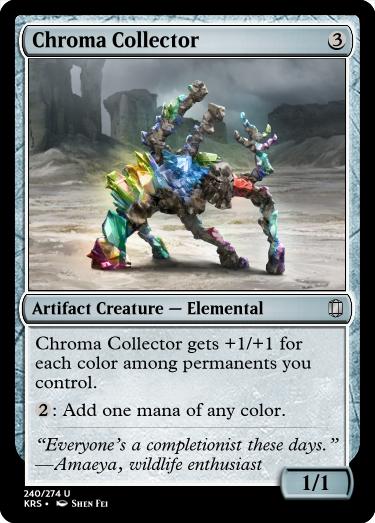 Chroma Collector 3
Artifact Creature — Elemental
Chroma Collector gets +1/+1 for
each color among permanents you
control.
2: Add one mana of any color.
“Everyone’s a completionist these days.”
—Amaeya, wildlife enthusiast
1/1
240/274 U
KRS • Shen Fei